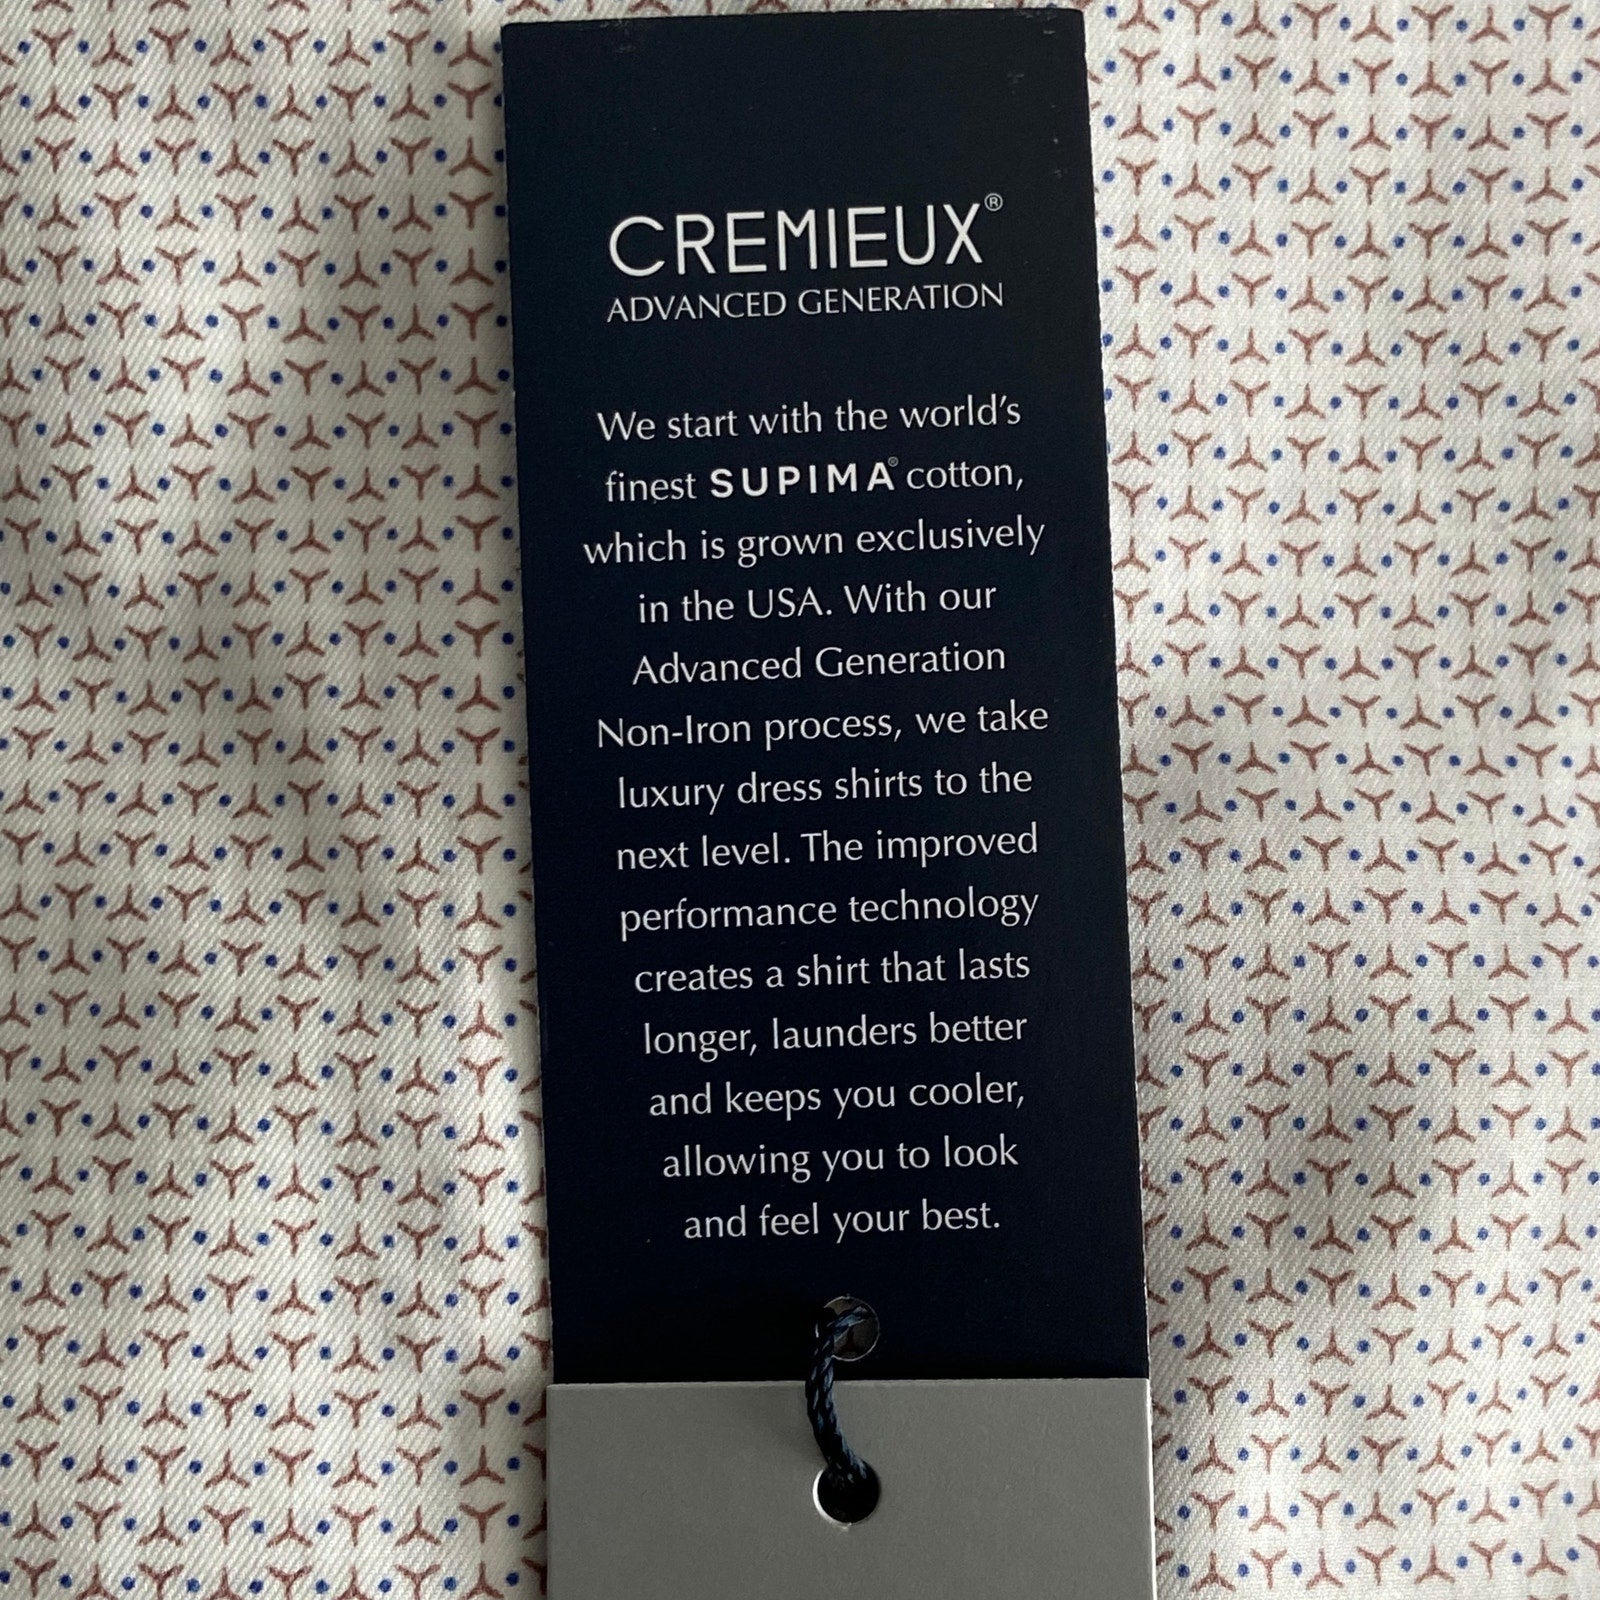 CREMIEUX®
ADVANCED GENERATION
We start with the world's
finest SUPIMA® cotton,
which is grown exclusively
in the USA. With our
Advanced Generation
Non-Iron process, we take
luxury dress shirts to the
next level. The improved
performance technology
creates a shirt that lasts
longer, launders better
and keeps you cooler,
allowing you to look
and feel your best.